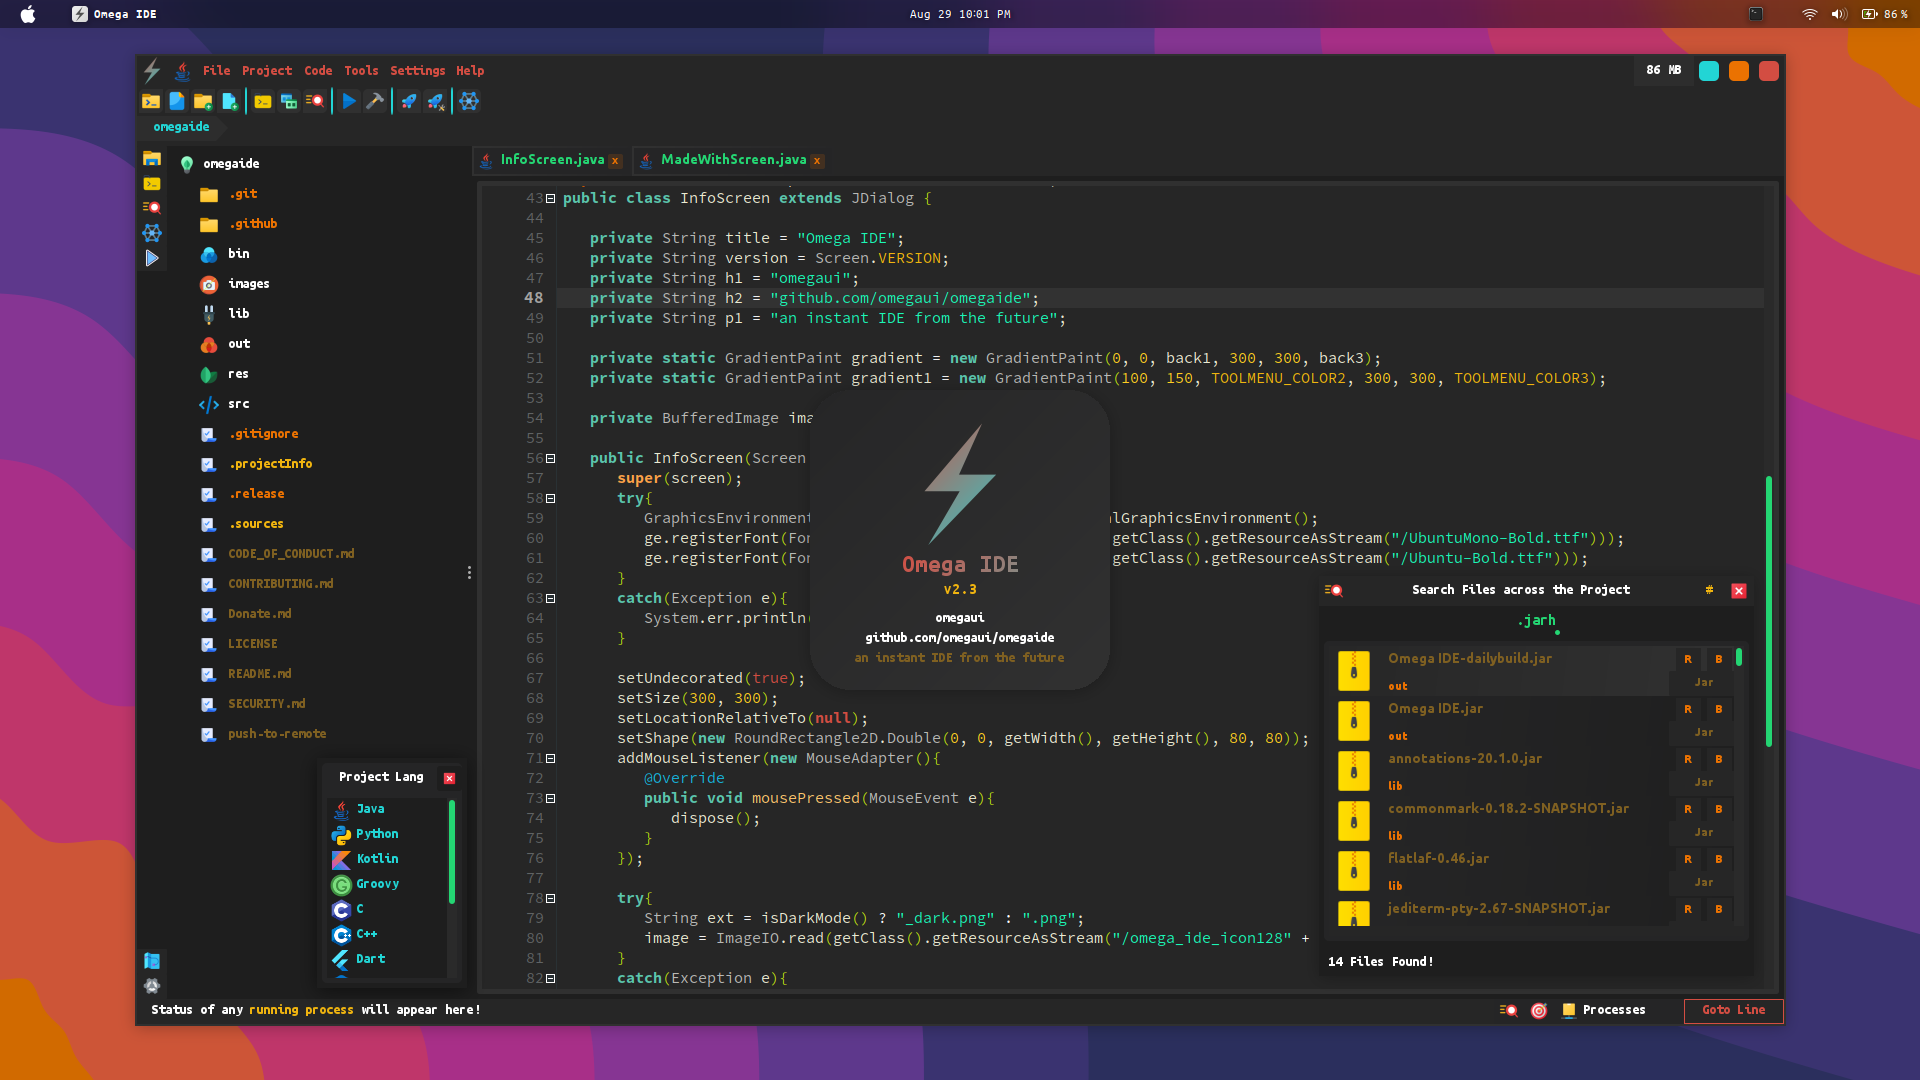 Omega IDE
Aug 29 10:01 PM
86 %
File Project Code Tools Settings Help
86 MB
omegaide
omegaide
.git
.github
bin
images
lib
out
res
src
.gitignore
.projectInfo
.release
.sources
CODE_OF_CONDUCT.md
CONTRIBUTING.md
Donate.md
LICENSE
README.md
SECURITY.md
push-to-remote
Project Lang
Java
Python
Kotlin
Groovy
C
C++
Dart
InfoScreen.java x
MadeWithScreen.java x
43 public class InfoScreen extends JDialog {
44
45 private String title = "Omega IDE";
46 private String version = Screen.VERSION;
47 private String h1 = "omegaui";
48 private String h2 = "github.com/omegaui/omegaide";
49 private String p1 = "an instant IDE from the future";
50
51 private static GradientPaint gradient = new GradientPaint(0, 0, back1, 300, 300, back3);
52 private static GradientPaint gradient1 = new GradientPaint(100, 150, TOOLMENU_COLOR2, 300, 300, TOOLMENU_COLOR3);
53
54 private BufferedImage ima
55
56 public InfoScreen(Screen
57 super(screen);
58 try{
59 GraphicsEnvironment lGraphicsEnvironment();
60 ge.registerFont(Fon getClass().getResourceAsStream("/UbuntuMono-Bold.ttf")));
61 ge.registerFont(Fon getClass().getResourceAsStream("/Ubuntu-Bold.ttf")));
62 }
63 catch(Exception e){
64 System.err.println(
65 }
66
67 setUndecorated(true);
68 setSize(300, 300);
69 setLocationRelativeTo(null);
70 setShape(new RoundRectangle2D.Double(0, 0, getWidth(), getHeight(), 80, 80));
71 addMouseListener(new MouseAdapter(){
72 @Override
73 public void mousePressed(MouseEvent e){
74 dispose();
75 }
76 });
77
78 try{
79 String ext = isDarkMode() ? "_dark.png" : ".png";
80 image = ImageIO.read(getClass().getResourceAsStream("/omega_ide_icon128" +
81 }
82 catch(Exception e){
Omega IDE
v2.3
omegaui
github.com/omegaui/omegaide
an instant IDE from the future
Search Files across the Project #
.jarh
Omega IDE-dailybuild.jar R B
out Jar
Omega IDE.jar R B
out Jar
annotations-20.1.0.jar R B
lib Jar
commonmark-0.18.2-SNAPSHOT.jar R B
lib Jar
flatlaf-0.46.jar R B
lib Jar
jediterm-pty-2.67-SNAPSHOT.jar R B
14 Files Found!
Status of any running process will appear here!
Processes
Goto Line